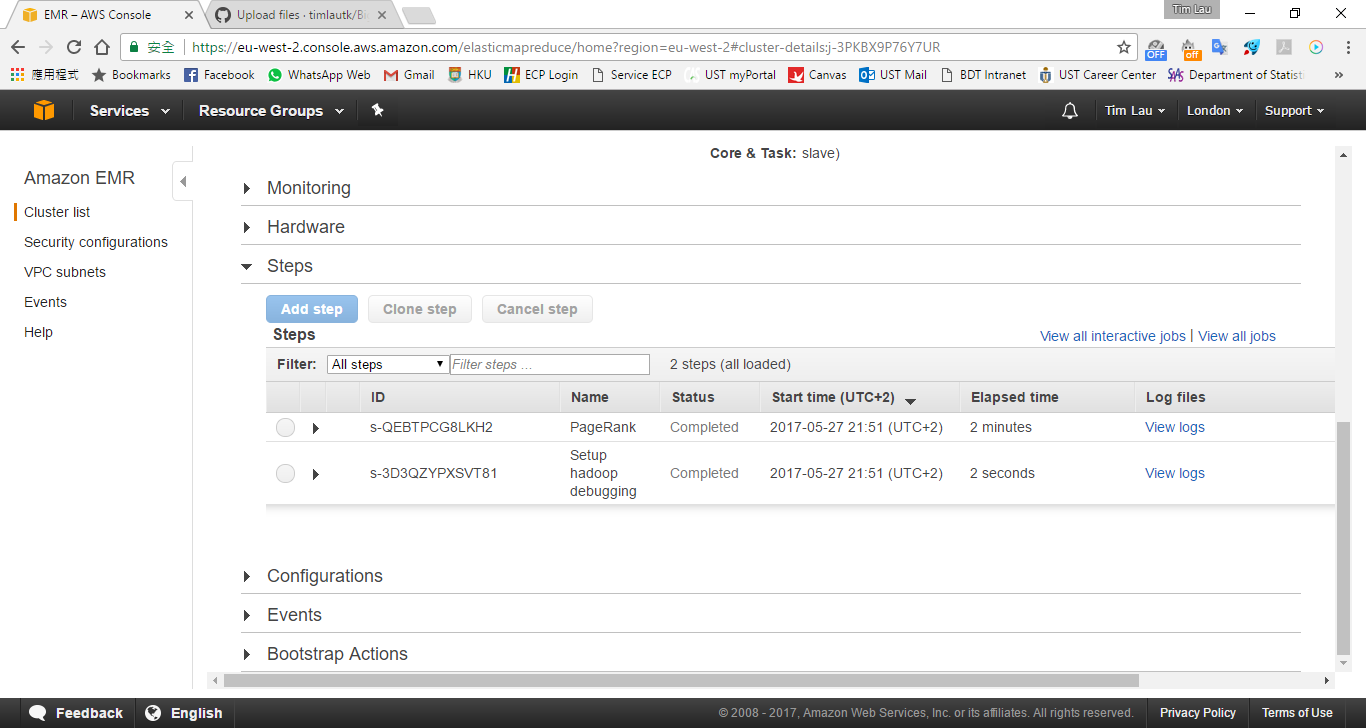 EMR – AWS Console
Upload files · timlautk/Bi
Tim Lau
安全
https://eu-west-2.console.aws.amazon.com/elasticmapreduce/home?region=eu-west-2#cluster-details:j-3PKBX9P76Y7UR
OFF
off
應用程式 Bookmarks Facebook WhatsApp Web Gmail HKU ECP Login Service ECP UST myPortal Canvas UST Mail BDT Intranet UST Career Center Department of Statist
Services Resource Groups Tim Lau London Support
Amazon EMR
Cluster list
Security configurations
VPC subnets
Events
Help
Core & Task: slave)
Monitoring
Hardware
Steps
Add step Clone step Cancel step
Steps
View all interactive jobs | View all jobs
Filter: All steps Filter steps ... 2 steps (all loaded)
ID Name Status Start time (UTC+2) Elapsed time Log files
s-QEBTPCG8LKH2 PageRank Completed 2017-05-27 21:51 (UTC+2) 2 minutes View logs
s-3D3QZYPXSVT81 Setup hadoop debugging Completed 2017-05-27 21:51 (UTC+2) 2 seconds View logs
Configurations
Events
Bootstrap Actions
Feedback English © 2008 - 2017, Amazon Web Services, Inc. or its affiliates. All rights reserved. Privacy Policy Terms of Use